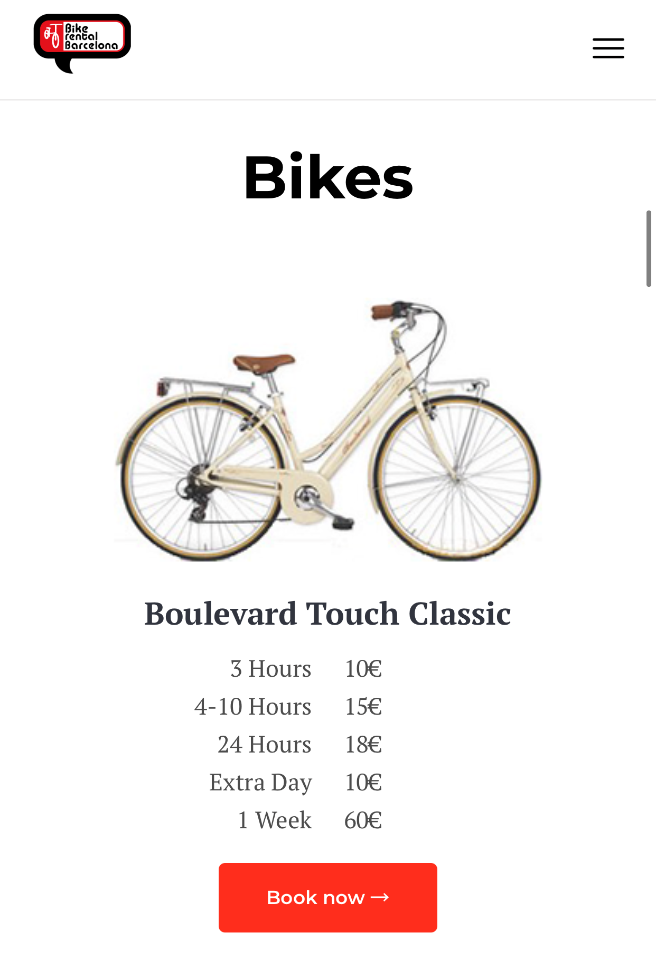 Bike
rental
Barcelona
Bikes
Boulevard Touch Classic
3 Hours 10€
4-10 Hours 15€
24 Hours 18€
Extra Day 10€
1 Week 60€
Book now →